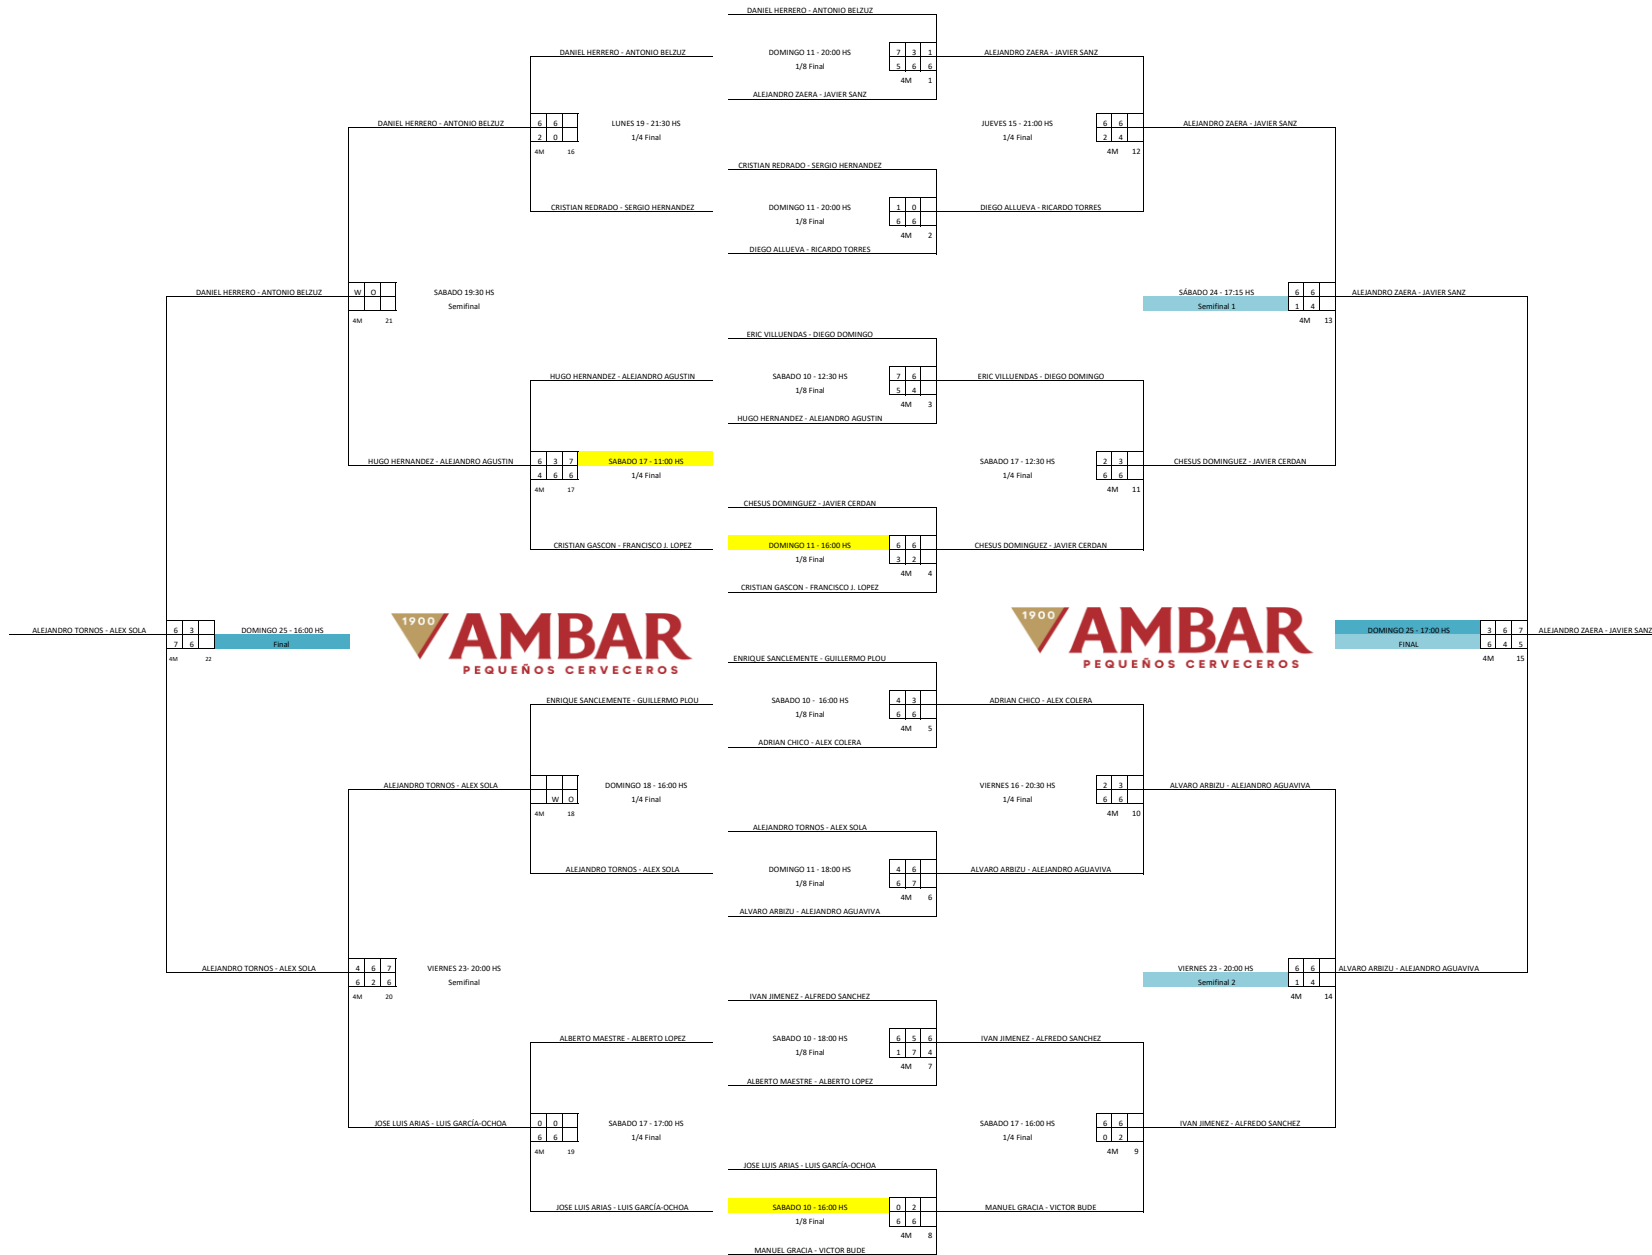 DANIEL HERRERO - ANTONIO BELZUZ
DANIEL HERRERO - ANTONIO BELZUZ DOMINGO 11 - 20:00 HS 7 3 1 ALEJANDRO ZAERA - JAVIER SANZ
1/8 Final 5 6 6
4M 1
ALEJANDRO ZAERA - JAVIER SANZ
DANIEL HERRERO - ANTONIO BELZUZ 6 6 LUNES 19 - 21:30 HS JUEVES 15 - 21:00 HS 6 6 ALEJANDRO ZAERA - JAVIER SANZ
2 0 1/4 Final 1/4 Final 2 4
4M 16 4M 12
CRISTIAN REDRADO - SERGIO HERNANDEZ
CRISTIAN REDRADO - SERGIO HERNANDEZ DOMINGO 11 - 20:00 HS 1 0 DIEGO ALLUEVA - RICARDO TORRES
1/8 Final 6 6
4M 2
DIEGO ALLUEVA - RICARDO TORRES
DANIEL HERRERO - ANTONIO BELZUZ W O SABADO 19:30 HS SÁBADO 24 - 17:15 HS 6 6 ALEJANDRO ZAERA - JAVIER SANZ
Semifinal Semifinal 1 1 4
4M 21 4M 13
ERIC VILLUENDAS - DIEGO DOMINGO
HUGO HERNANDEZ - ALEJANDRO AGUSTIN SABADO 10 - 12:30 HS 7 6 ERIC VILLUENDAS - DIEGO DOMINGO
1/8 Final 5 4
4M 3
HUGO HERNANDEZ - ALEJANDRO AGUSTIN
HUGO HERNANDEZ - ALEJANDRO AGUSTIN 6 3 7 SABADO 17 - 11:00 HS SABADO 17 - 12:30 HS 2 3 CHESUS DOMINGUEZ - JAVIER CERDAN
4 6 6 1/4 Final 1/4 Final 6 6
4M 17 4M 11
CHESUS DOMINGUEZ - JAVIER CERDAN
CRISTIAN GASCON - FRANCISCO J. LOPEZ DOMINGO 11 - 16:00 HS 6 6 CHESUS DOMINGUEZ - JAVIER CERDAN
1/8 Final 3 2
4M 4
CRISTIAN GASCON - FRANCISCO J. LOPEZ
1900 AMBAR 1900 AMBAR
ALEJANDRO TORNOS - ALEX SOLA 6 3 DOMINGO 25 - 16:00 HS DOMINGO 25 - 17:00 HS 3 6 7 ALEJANDRO ZAERA - JAVIER SANZ
7 6 Final FINAL 6 4 5
4M 22 4M 15
PEQUEÑOS CERVECEROS PEQUEÑOS CERVECEROS
ENRIQUE SANCLEMENTE - GUILLERMO PLOU
ENRIQUE SANCLEMENTE - GUILLERMO PLOU SABADO 10 - 16:00 HS 4 3 ADRIAN CHICO - ALEX COLERA
1/8 Final 6 6
4M 5
ADRIAN CHICO - ALEX COLERA
ALEJANDRO TORNOS - ALEX SOLA DOMINGO 18 - 16:00 HS VIERNES 16 - 20:30 HS 2 3 ALVARO ARBIZU - ALEJANDRO AGUAVIVA
W O 1/4 Final 1/4 Final 6 6
4M 18 4M 10
ALEJANDRO TORNOS - ALEX SOLA
ALEJANDRO TORNOS - ALEX SOLA DOMINGO 11 - 18:00 HS 4 6 ALVARO ARBIZU - ALEJANDRO AGUAVIVA
1/8 Final 6 7
4M 6
ALVARO ARBIZU - ALEJANDRO AGUAVIVA
ALEJANDRO TORNOS - ALEX SOLA 4 6 7 VIERNES 23- 20:00 HS VIERNES 23 - 20:00 HS 6 6 ALVARO ARBIZU - ALEJANDRO AGUAVIVA
6 2 6 Semifinal Semifinal 2 1 4
4M 20 4M 14
IVAN JIMENEZ - ALFREDO SANCHEZ
ALBERTO MAESTRE - ALBERTO LOPEZ SABADO 10 - 18:00 HS 6 5 6 IVAN JIMENEZ - ALFREDO SANCHEZ
1/8 Final 1 7 4
4M 7
ALBERTO MAESTRE - ALBERTO LOPEZ
JOSE LUIS ARIAS - LUIS GARCÍA-OCHOA 0 0 SABADO 17 - 17:00 HS SABADO 17 - 16:00 HS 6 6 IVAN JIMENEZ - ALFREDO SANCHEZ
6 6 1/4 Final 1/4 Final 0 2
4M 19 4M 9
JOSE LUIS ARIAS - LUIS GARCÍA-OCHOA
JOSE LUIS ARIAS - LUIS GARCÍA-OCHOA SABADO 10 - 16:00 HS 0 2 MANUEL GRACIA - VICTOR BUDE
1/8 Final 6 6
4M 8
MANUEL GRACIA - VICTOR BUDE